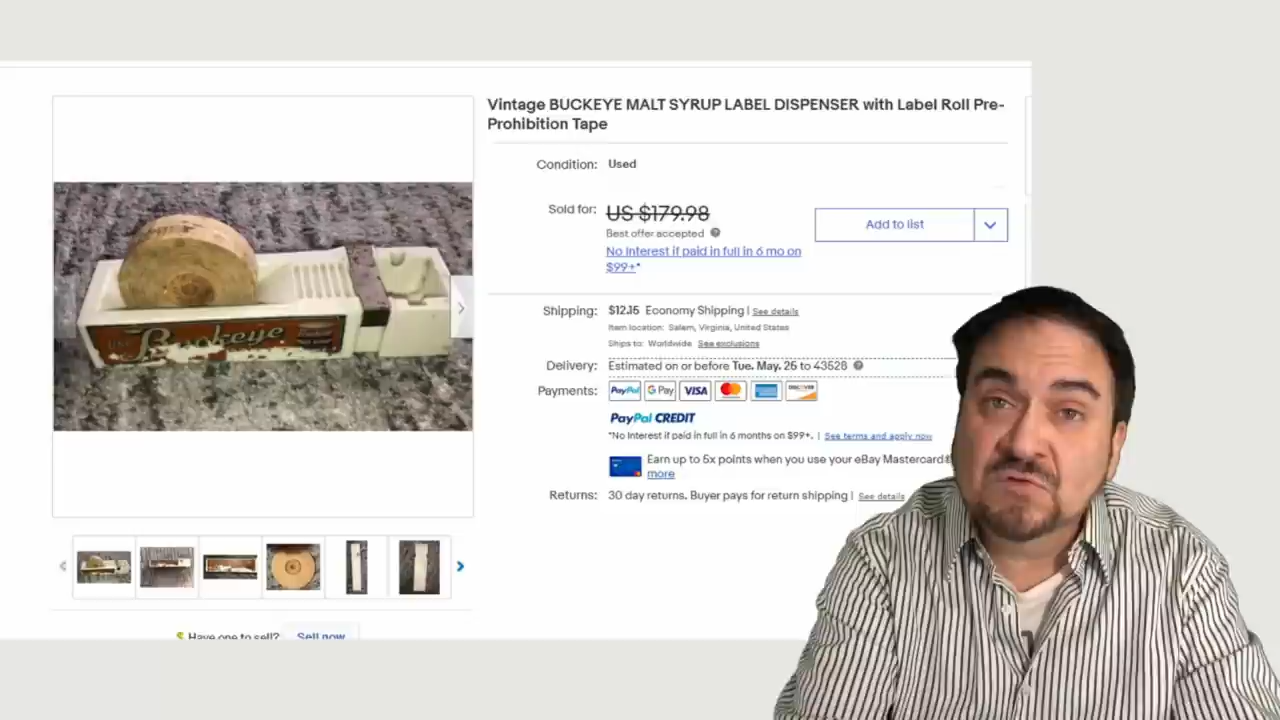 Vintage BUCKEYE MALT SYRUP LABEL DISPENSER with Label Roll Pre-
Prohibition Tape
Condition: Used
Sold for: US $179.98
Add to list
Best offer accepted
No Interest if paid in full in 6 mo on
$99+*
Buckeye
Shipping: $12.15 Economy Shipping | See details
Item location: Salem, Virginia, United States
Ships to: Worldwide See exclusions
Delivery: Estimated on or before Tue. May. 25 to 43528
Payments: PayPal G Pay VISA DISCOVER
PayPal CREDIT
*No Interest if paid in full in 6 months on $99+. | See terms and apply now
Earn up to 5x points when you use your eBay Mastercard®
more
Returns: 30 day returns. Buyer pays for return shipping | See details
$ Have one to sell? Sell now